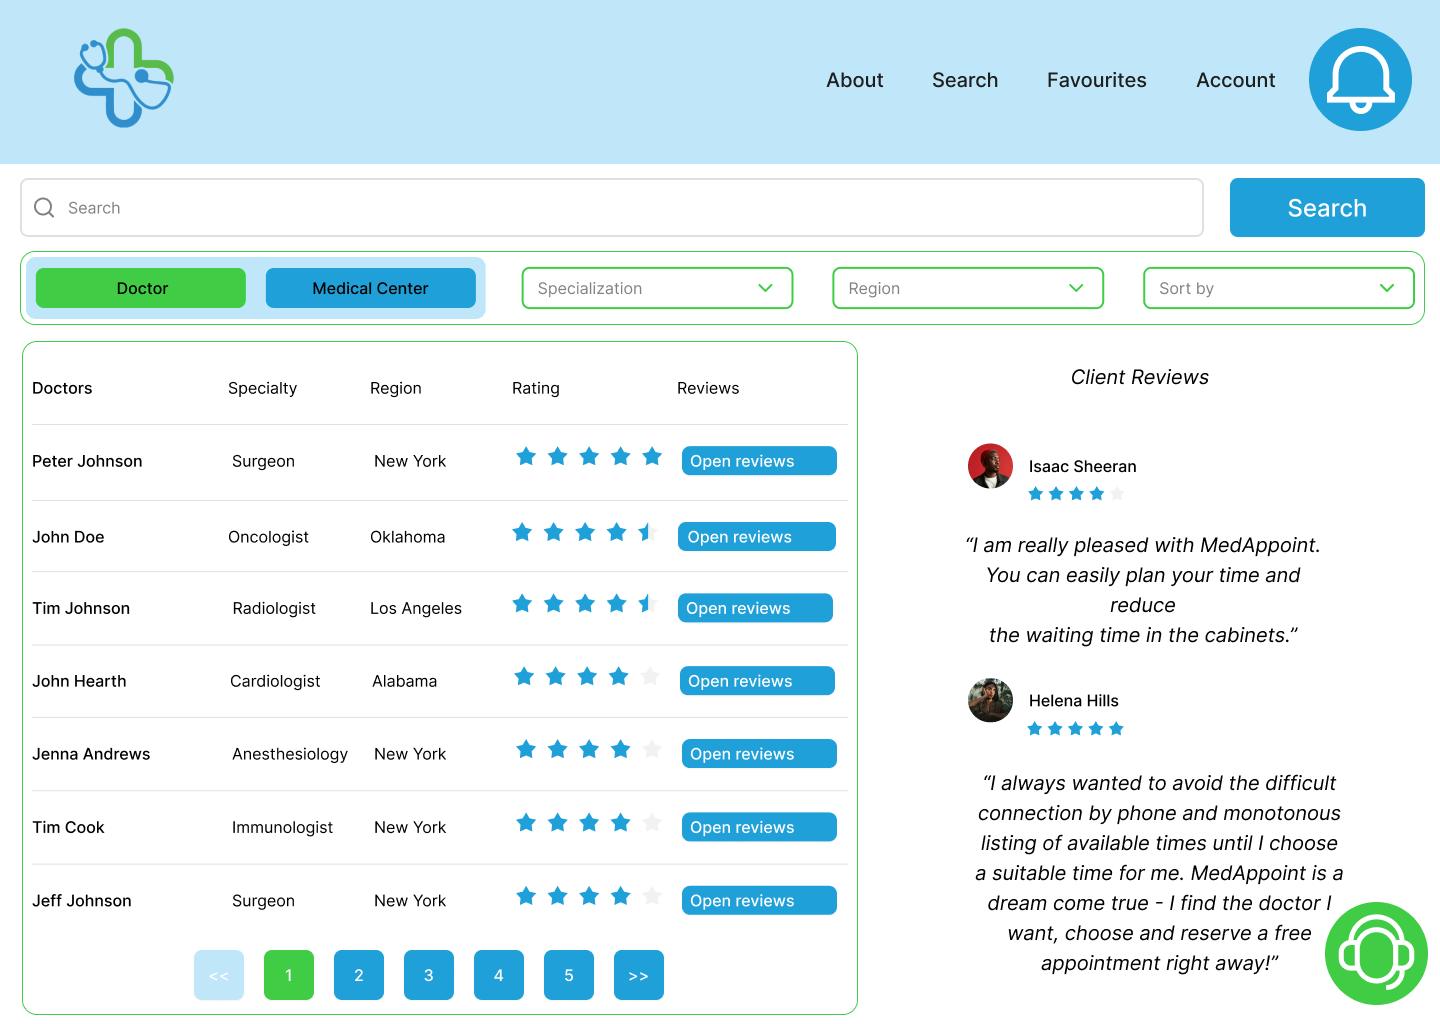 About Search Favourites Account
Search Search
Doctor Medical Center Specialization Region Sort by
Doctors Specialty Region Rating Reviews
Peter Johnson Surgeon New York Open reviews
John Doe Oncologist Oklahoma Open reviews
Tim Johnson Radiologist Los Angeles Open reviews
John Hearth Cardiologist Alabama Open reviews
Jenna Andrews Anesthesiology New York Open reviews
Tim Cook Immunologist New York Open reviews
Jeff Johnson Surgeon New York Open reviews
<< 1 2 3 4 5 >>
Client Reviews
Isaac Sheeran
“I am really pleased with MedAppoint.
You can easily plan your time and
reduce
the waiting time in the cabinets.”
Helena Hills
“I always wanted to avoid the difficult
connection by phone and monotonous
listing of available times until I choose
a suitable time for me. MedAppoint is a
dream come true - I find the doctor I
want, choose and reserve a free
appointment right away!”